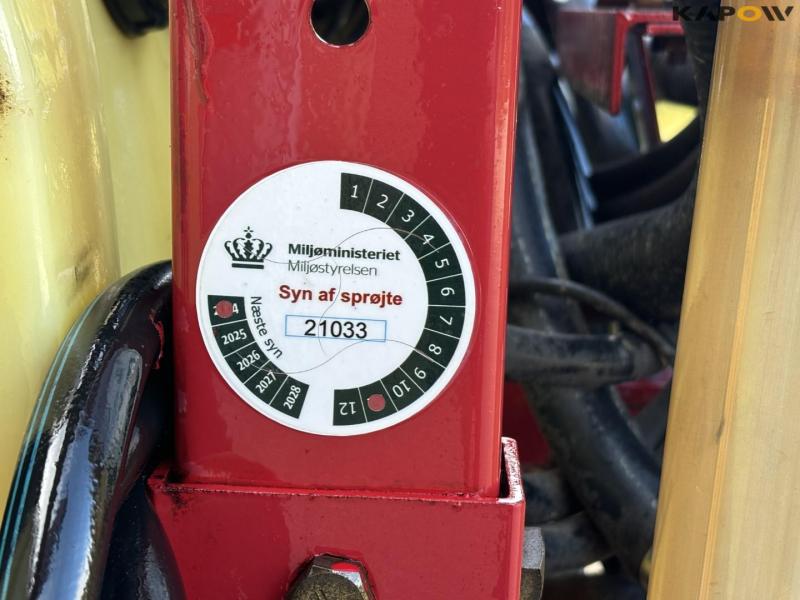 KAPOW
1 2 3 4 5 6 7 8 9 10 12
Miljøministeriet
Miljøstyrelsen
Syn af sprøjte
21033
Næste syn
2025
2026
2027
2028